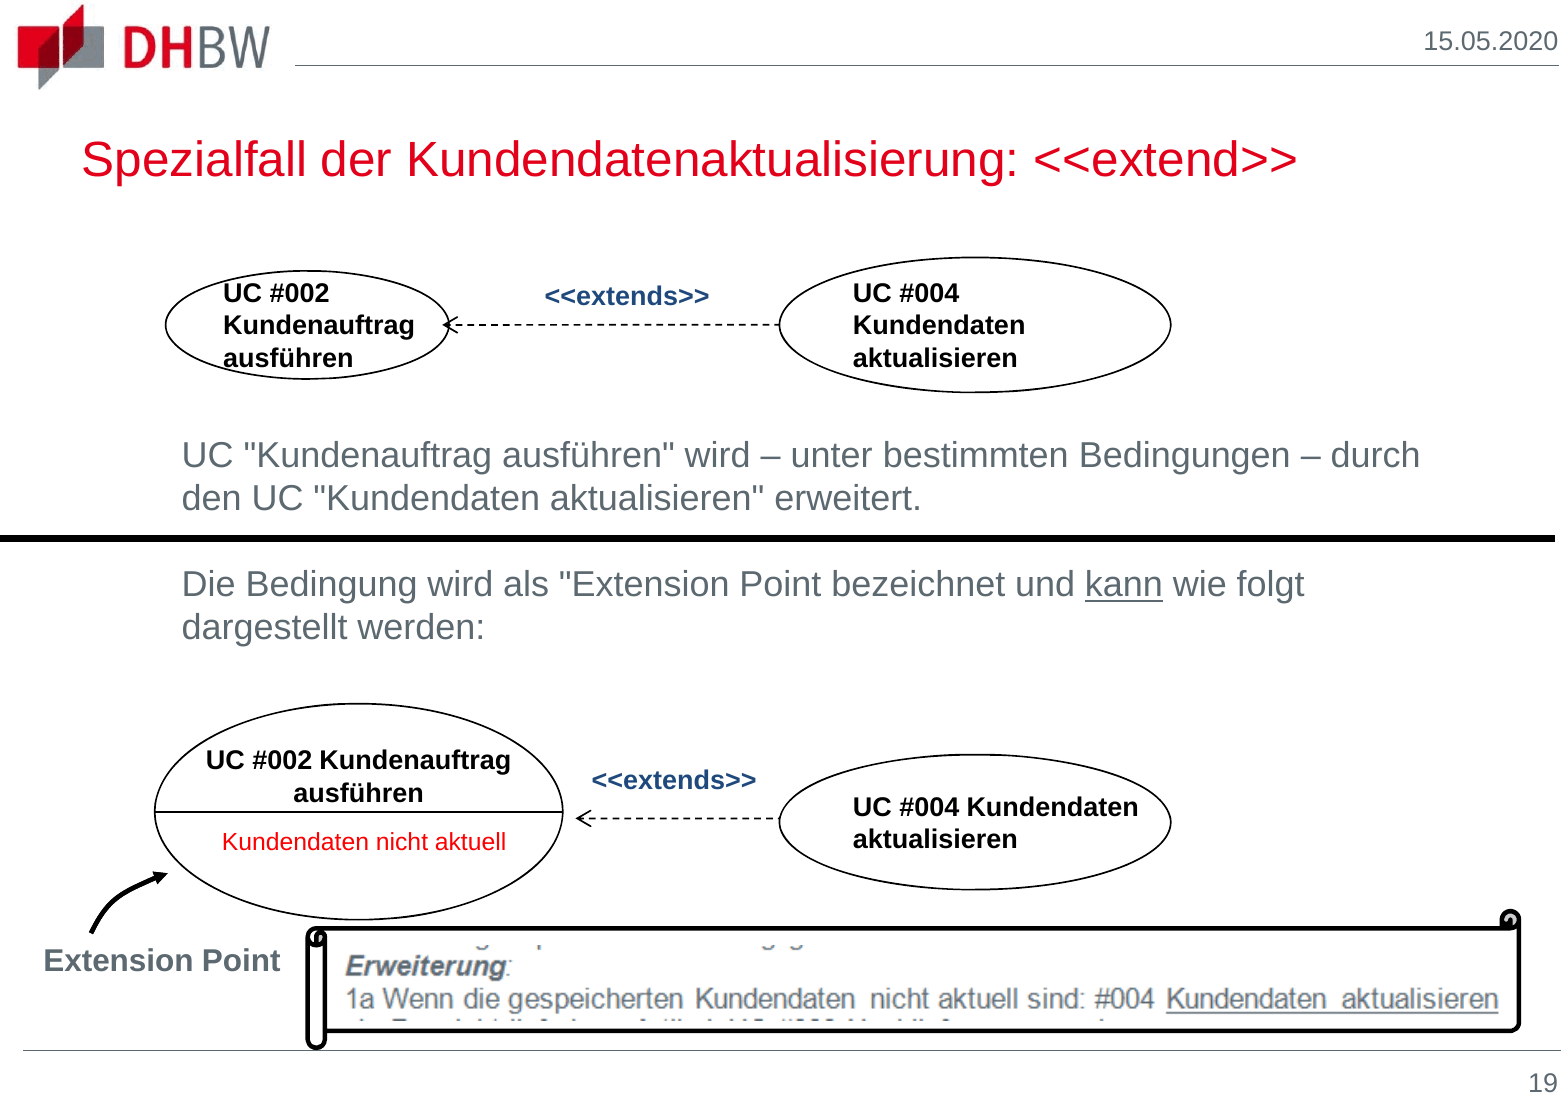 DHBW
15.05.2020
Spezialfall der Kundendatenaktualisierung: <<extend>>
UC #002
Kundenauftrag
ausführen
<<extends>>
UC #004
Kundendaten
aktualisieren
UC "Kundenauftrag ausführen" wird – unter bestimmten Bedingungen – durch
den UC "Kundendaten aktualisieren" erweitert.
Die Bedingung wird als "Extension Point bezeichnet und kann wie folgt
dargestellt werden:
UC #002 Kundenauftrag
ausführen
Kundendaten nicht aktuell
<<extends>>
UC #004 Kundendaten
aktualisieren
Extension Point
Erweiterung:
1a Wenn die gespeicherten Kundendaten nicht aktuell sind: #004 Kundendaten aktualisieren
19